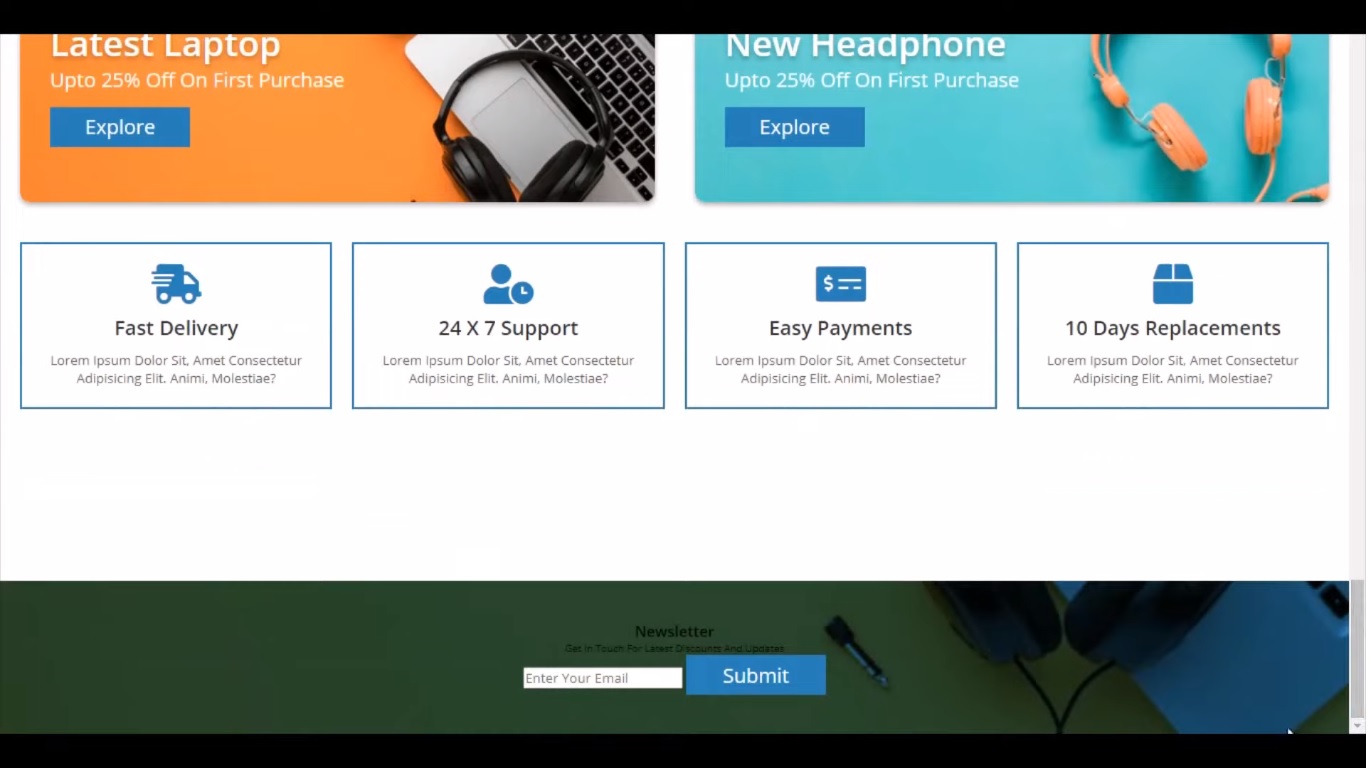 Latest Laptop
Upto 25% Off On First Purchase
Explore
New Headphone
Upto 25% Off On First Purchase
Explore
Fast Delivery
Lorem Ipsum Dolor Sit, Amet Consectetur
Adipisicing Elit. Animi, Molestiae?
24 X 7 Support
Lorem Ipsum Dolor Sit, Amet Consectetur
Adipisicing Elit. Animi, Molestiae?
Easy Payments
Lorem Ipsum Dolor Sit, Amet Consectetur
Adipisicing Elit. Animi, Molestiae?
10 Days Replacements
Lorem Ipsum Dolor Sit, Amet Consectetur
Adipisicing Elit. Animi, Molestiae?
Newsletter
Get In Touch For Latest Discounts And Updates
Enter Your Email
Submit